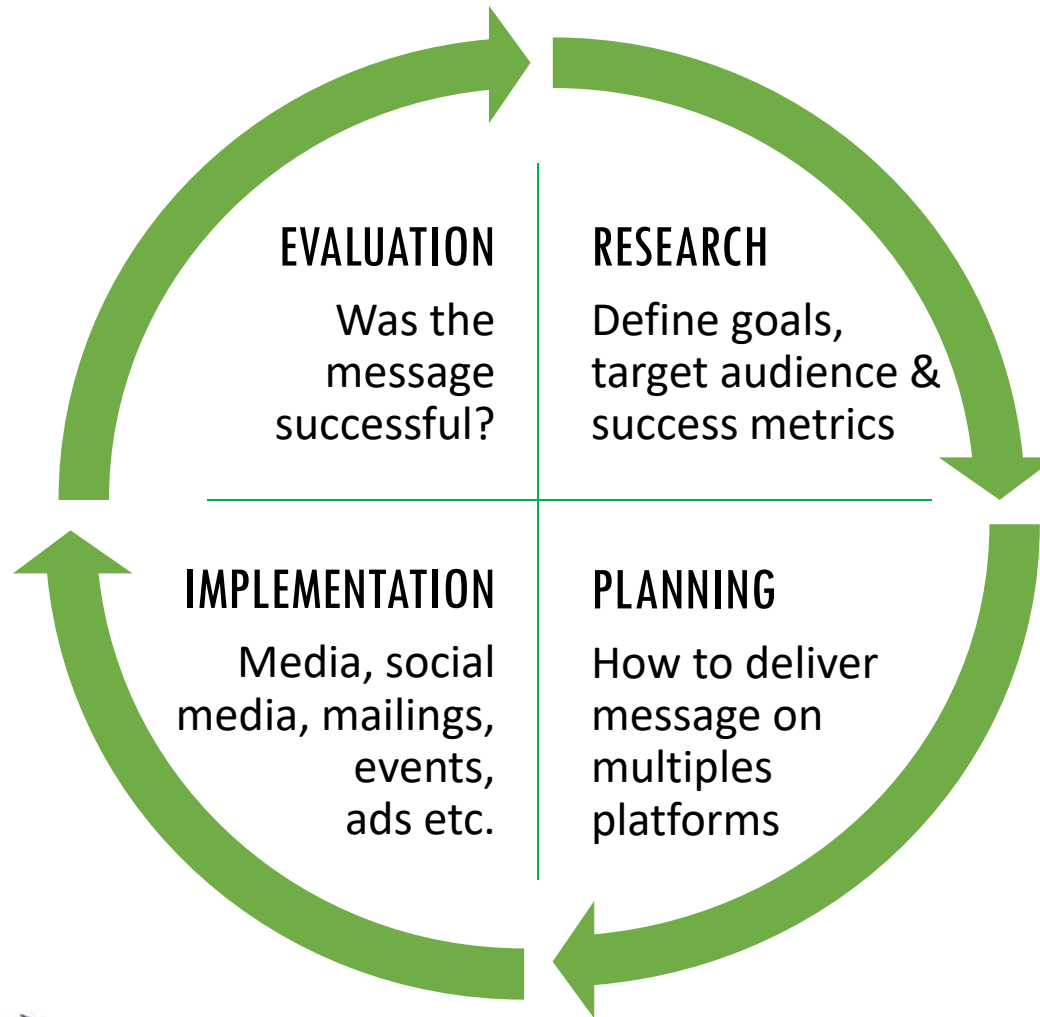 EVALUATION
Was the
message
successful?
RESEARCH
Define goals,
target audience &
success metrics
IMPLEMENTATION
Media, social
media, mailings,
events,
ads etc.
PLANNING
How to deliver
message on
multiples
platforms